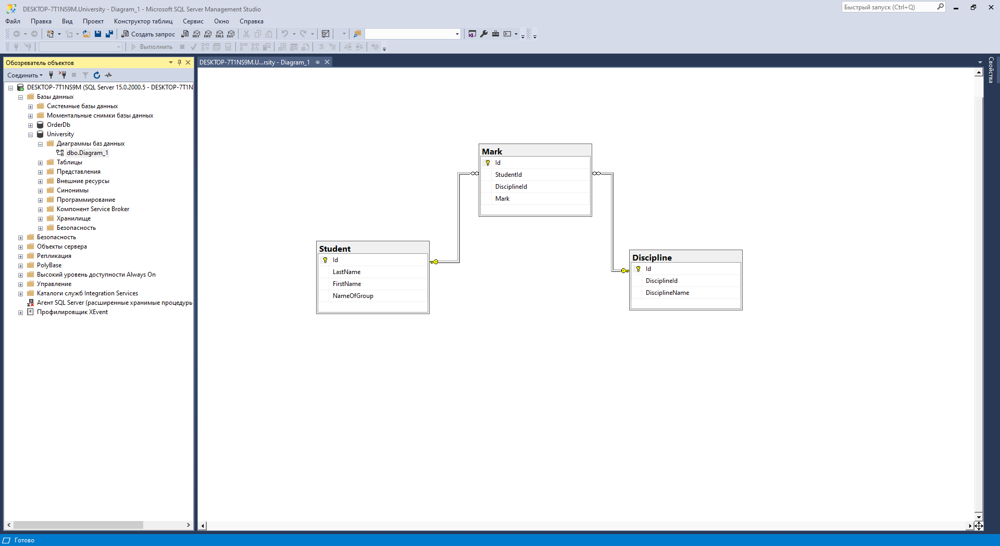 DESKTOP-7T1NS9M.University - Diagram_1 - Microsoft SQL Server Management Studio
Быстрый запуск (Ctrl+Q)
Файл Правка Вид Проект Конструктор таблиц Сервис Окно Справка
Создать запрос MDX DMX XMLA DAX
Выполнить
Обозреватель объектов
DESKTOP-7T1NS9M.U...rsity - Diagram_1
Свойства
Соединить
DESKTOP-7T1NS9M (SQL Server 15.0.2000.5 - DESKTOP-7T1N
Базы данных
Системные базы данных
Моментальные снимки базы данных
OrderDb
University
Диаграммы баз данных
dbo.Diagram_1
Таблицы
Представления
Внешние ресурсы
Синонимы
Программирование
Компонент Service Broker
Хранилище
Безопасность
Безопасность
Объекты сервера
Репликация
PolyBase
Высокий уровень доступности Always On
Управление
Каталоги служб Integration Services
Агент SQL Server (расширенные хранимые процедурь
Профилировщик XEvent
Mark
Id
StudentId
DisciplineId
Mark
Student
Id
LastName
FirstName
NameOfGroup
Discipline
Id
DisciplineId
DisciplineName
Готово